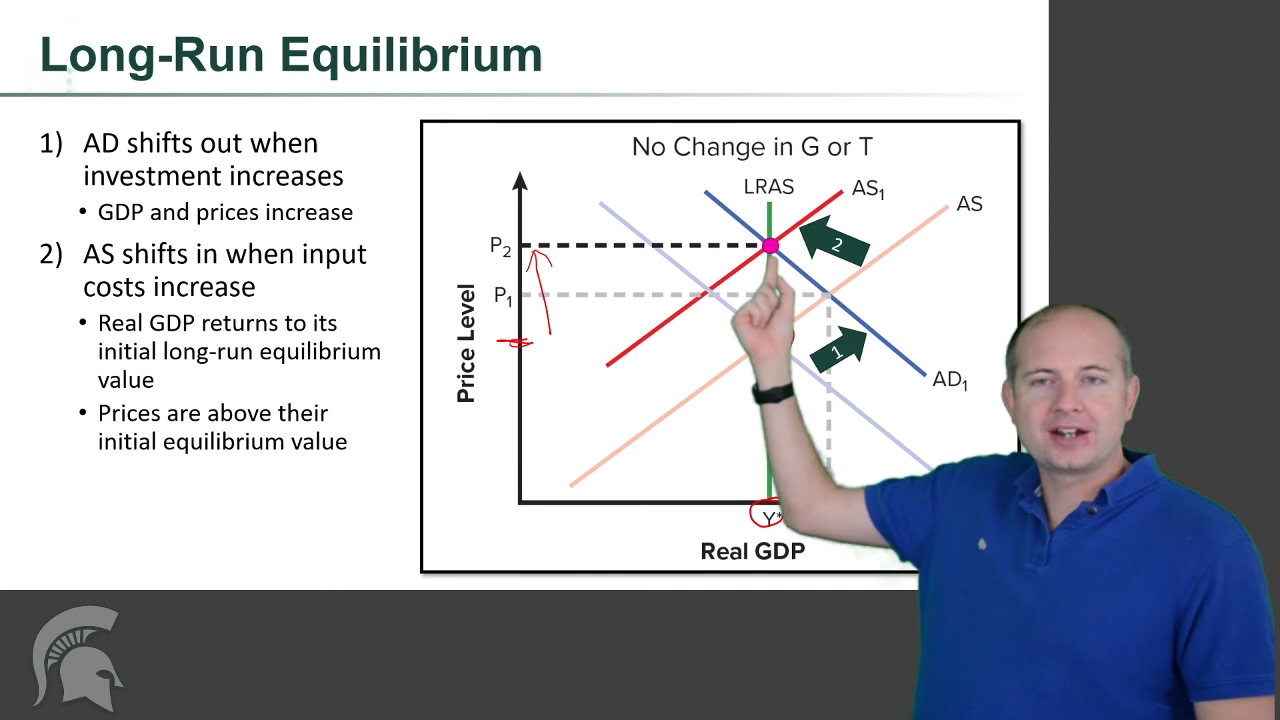 Long-Run Equilibrium
1) AD shifts out when
investment increases
• GDP and prices increase
2) AS shifts in when input
costs increase
• Real GDP returns to its
initial long-run equilibrium
value
• Prices are above their
initial equilibrium value
No Change in G or T
LRAS
AS1
AS
P2
2
P1
1
Price Level
AD1
Y*
Real GDP